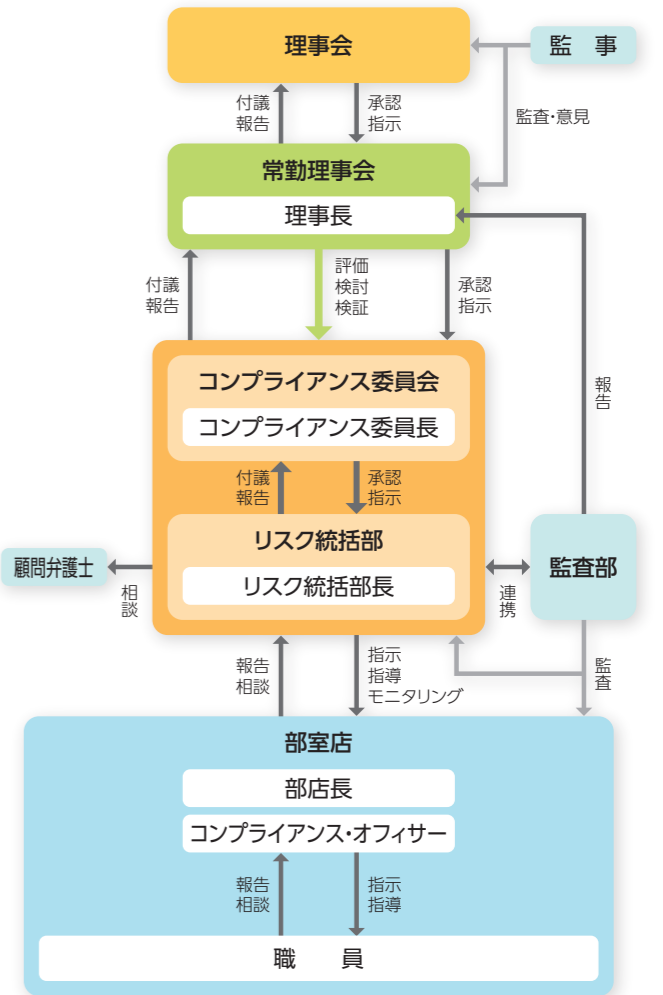 理事会
監　事
付議
報告
承認
指示
監査・意見
常勤理事会
理事長
付議
報告
評価
検討
検証
承認
指示
報告
コンプライアンス委員会
コンプライアンス委員長
付議
報告
承認
指示
リスク統括部
リスク統括部長
顧問弁護士
相談
連携
監査部
報告
相談
指示
指導
モニタリング
監査
部室店
部店長
コンプライアンス・オフィサー
報告
相談
指示
指導
職　員